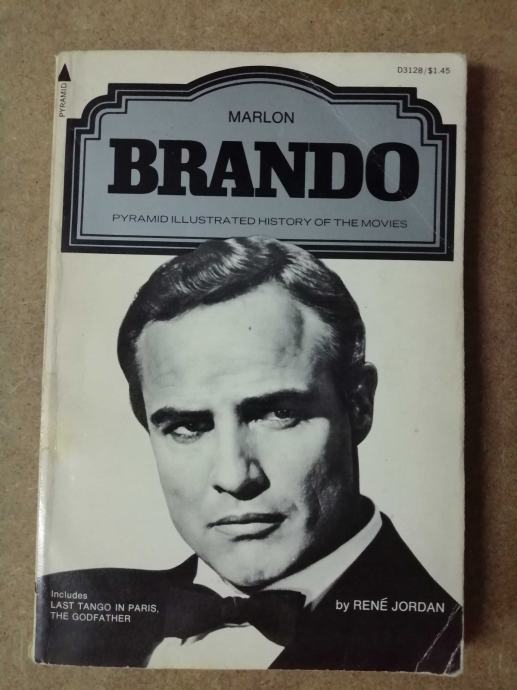 PYRAMID
D3128/$1.45
MARLON
BRANDO
PYRAMID ILLUSTRATED HISTORY OF THE MOVIES
Includes
LAST TANGO IN PARIS,
THE GODFATHER
by RENÉ JORDAN